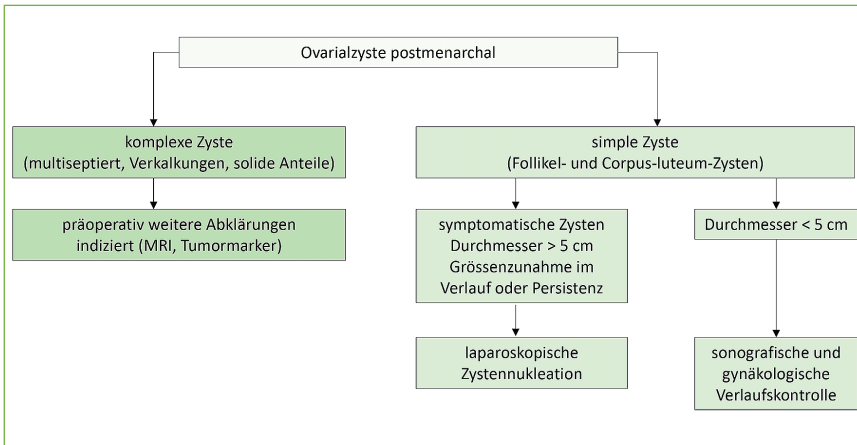 Ovarialzyste postmenarchal
komplexe Zyste
(multiseptiert, Verkalkungen, solide Anteile)
präoperativ weitere Abklärungen
indiziert (MRI, Tumormarker)
simple Zyste
(Follikel- und Corpus-luteum-Zysten)
symptomatische Zysten
Durchmesser > 5 cm
Grössenzunahme im
Verlauf oder Persistenz
laparoskopische
Zystennukleation
Durchmesser < 5 cm
sonografische und
gynäkologische
Verlaufskontrolle